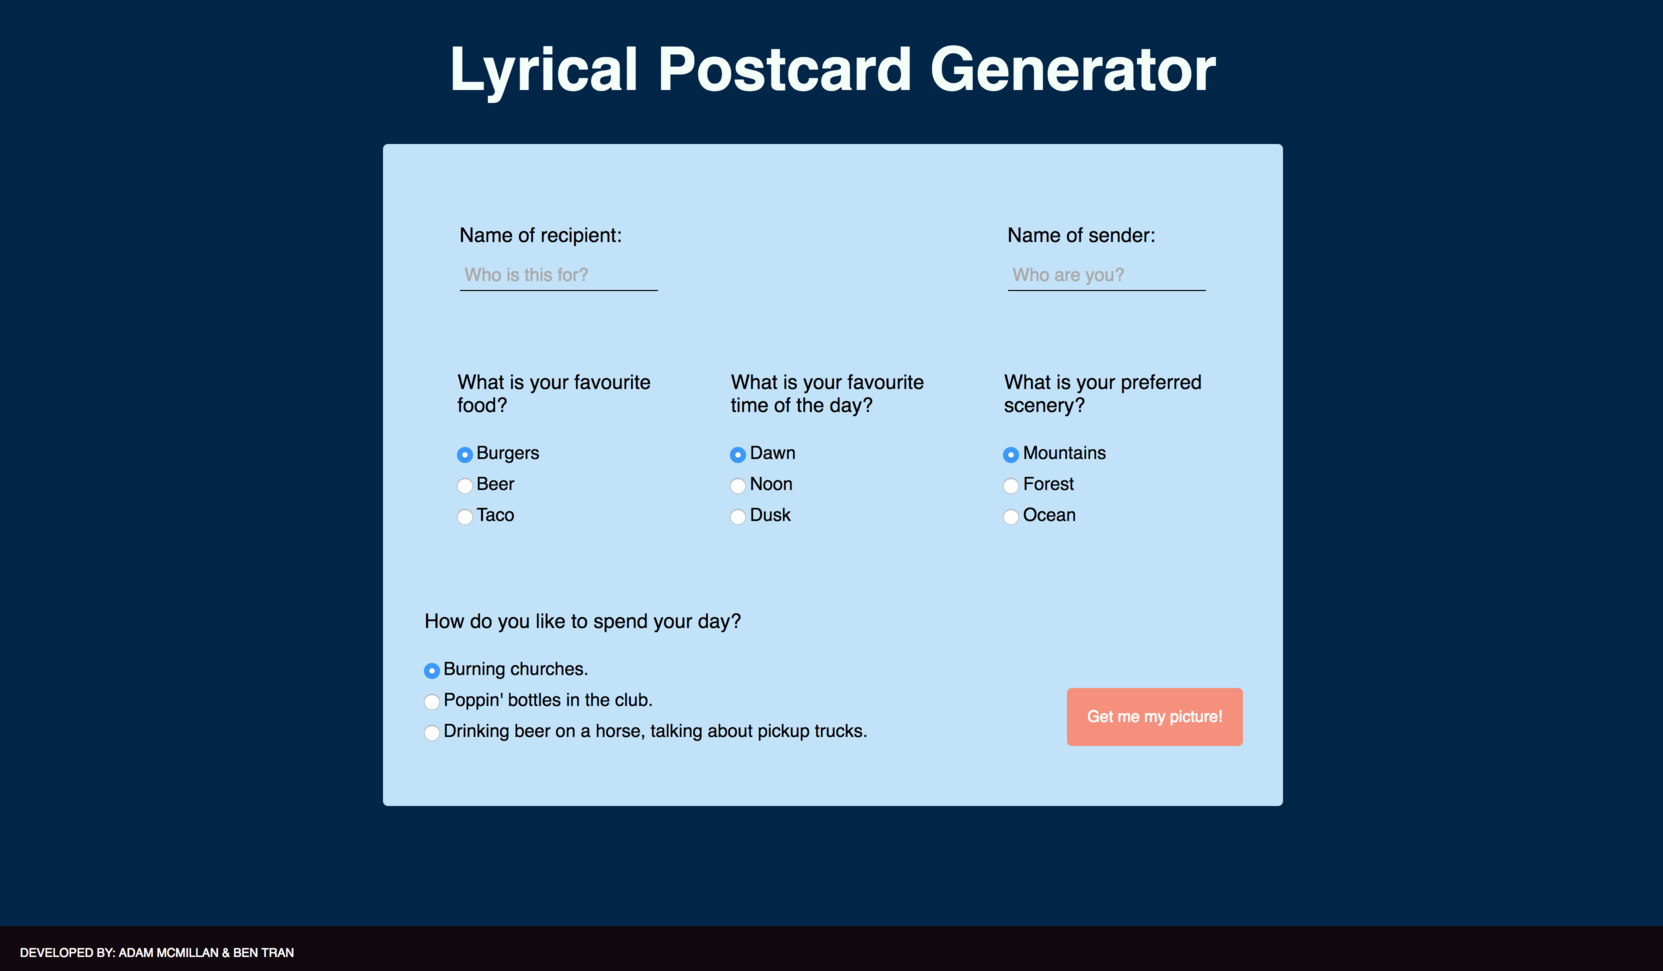 Lyrical Postcard Generator
Name of recipient:
Who is this for?
Name of sender:
Who are you?
What is your favourite
food?
Burgers
Beer
Taco
What is your favourite
time of the day?
Dawn
Noon
Dusk
What is your preferred
scenery?
Mountains
Forest
Ocean
How do you like to spend your day?
Burning churches.
Poppin' bottles in the club.
Drinking beer on a horse, talking about pickup trucks.
Get me my picture!
DEVELOPED BY: ADAM MCMILLAN & BEN TRAN